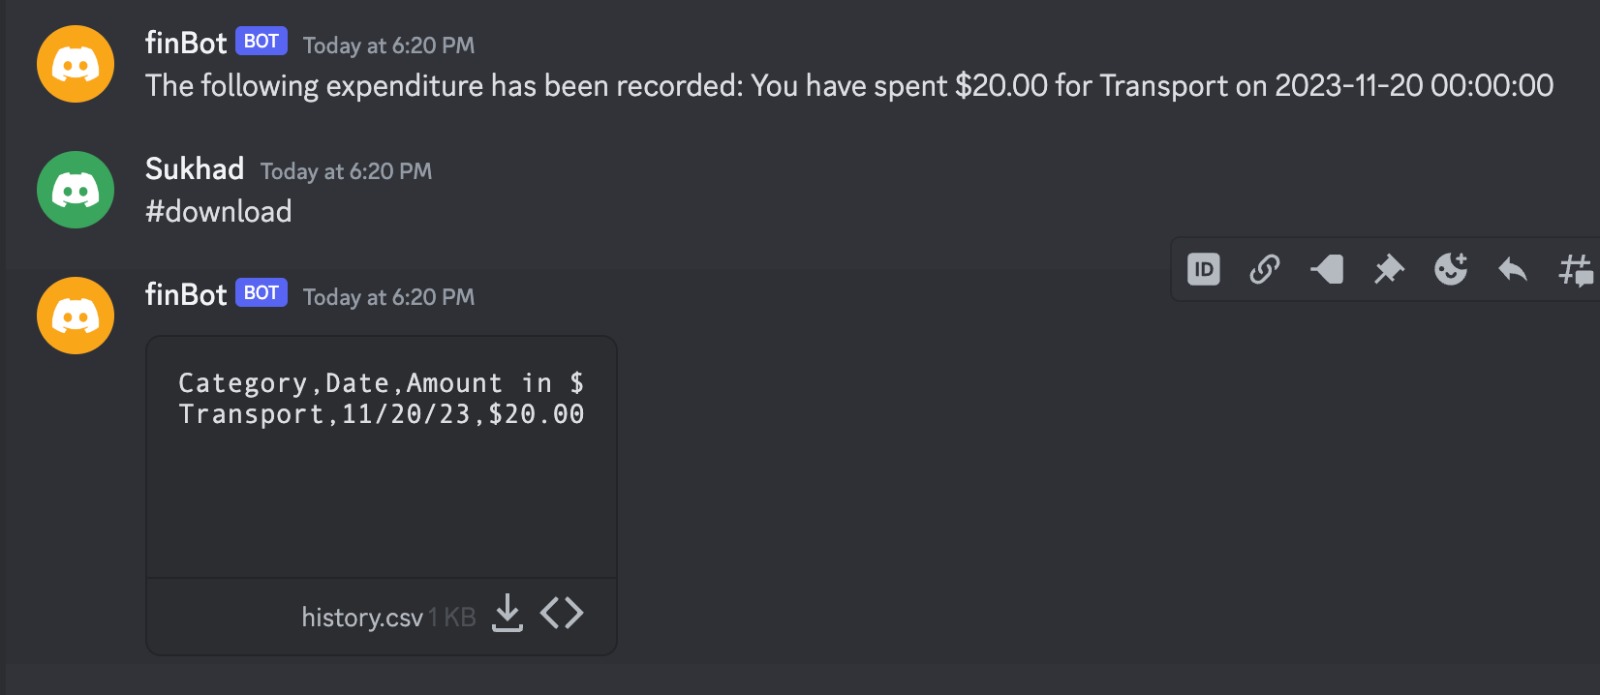 finBot BOT Today at 6:20 PM
The following expenditure has been recorded: You have spent $20.00 for Transport on 2023-11-20 00:00:00
Sukhad Today at 6:20 PM
#download
ID
finBot BOT Today at 6:20 PM
Category,Date,Amount in $
Transport,11/20/23,$20.00
history.csv 1 KB